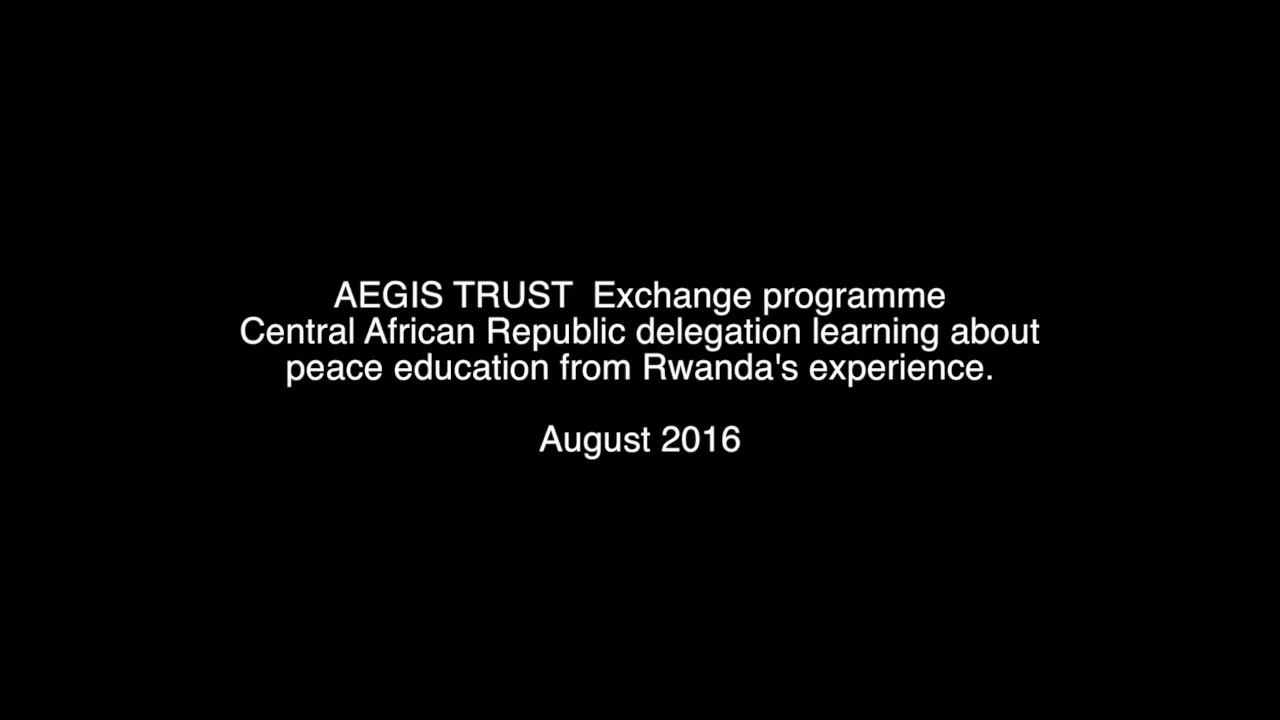 AEGIS TRUST  Exchange programme
Central African Republic delegation learning about
peace education from Rwanda's experience.
August 2016